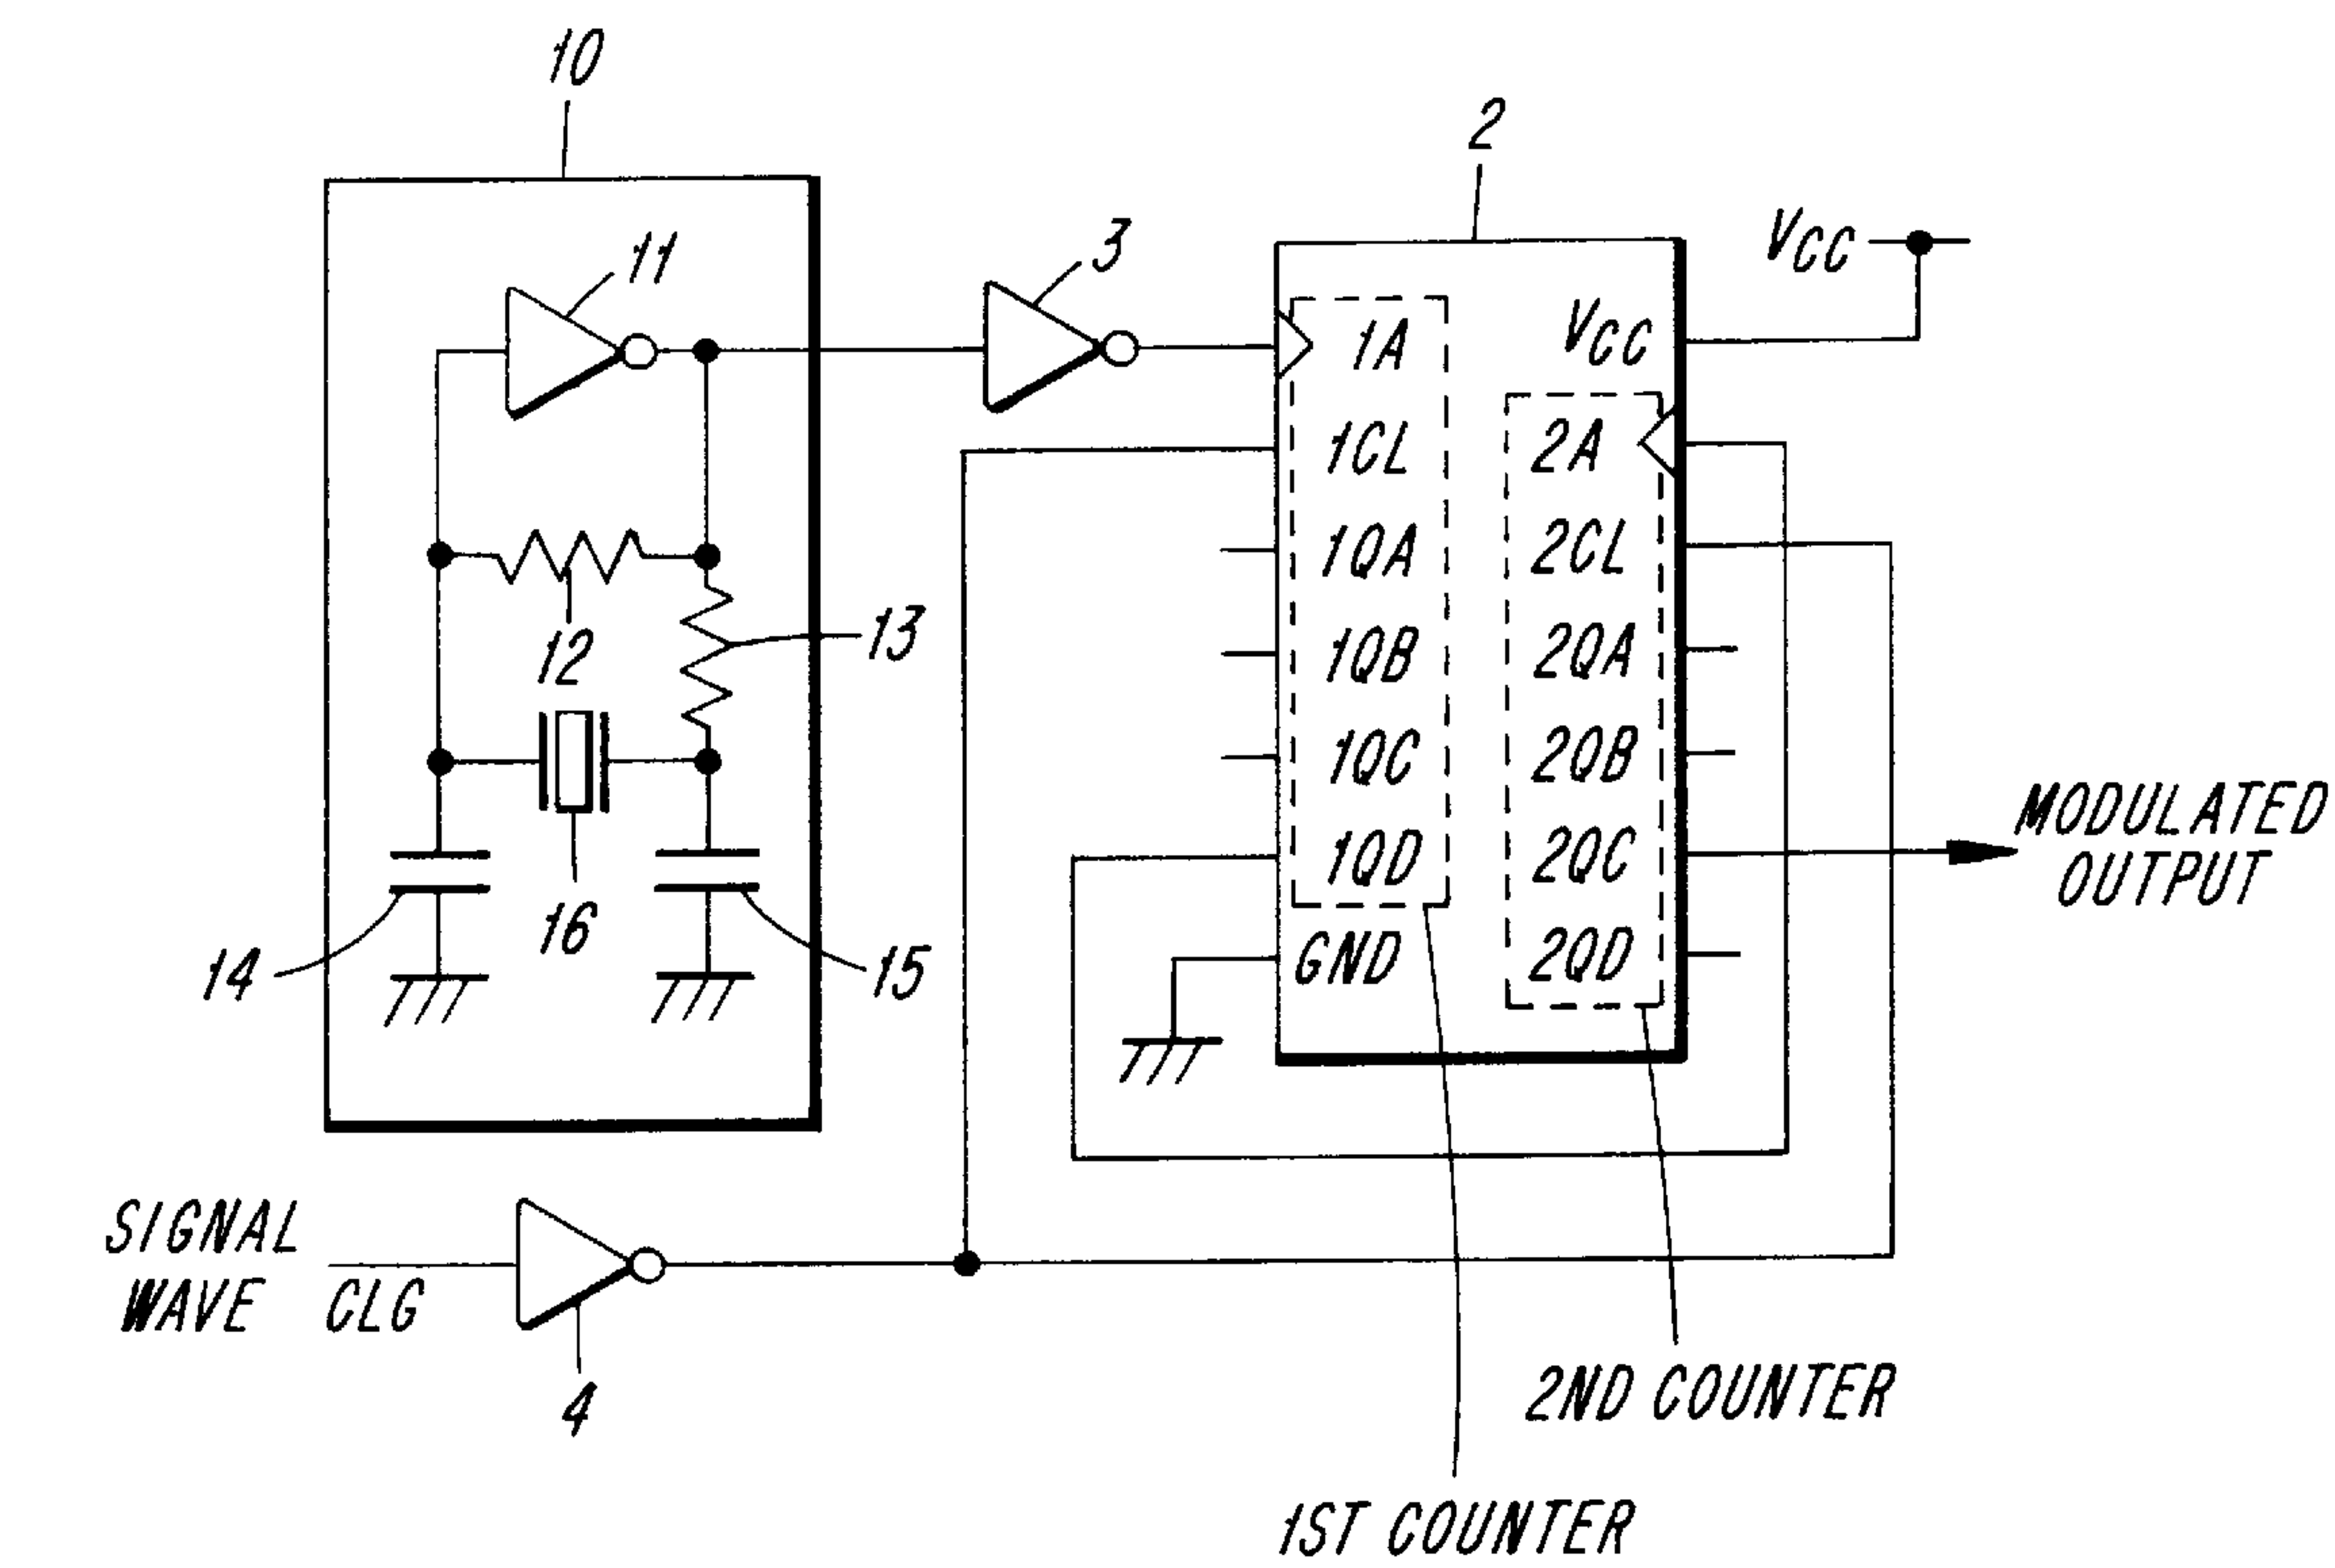 10
2
11
3
VCC
1A
VCC
1CL
2A
1QA
2CL
12
13
1QB
2QA
1QC
2QB
MODULATED
OUTPUT
1QD
2QC
14
16
15
GND
2QD
SIGNAL
WAVE CLG
4
2ND COUNTER
1ST COUNTER